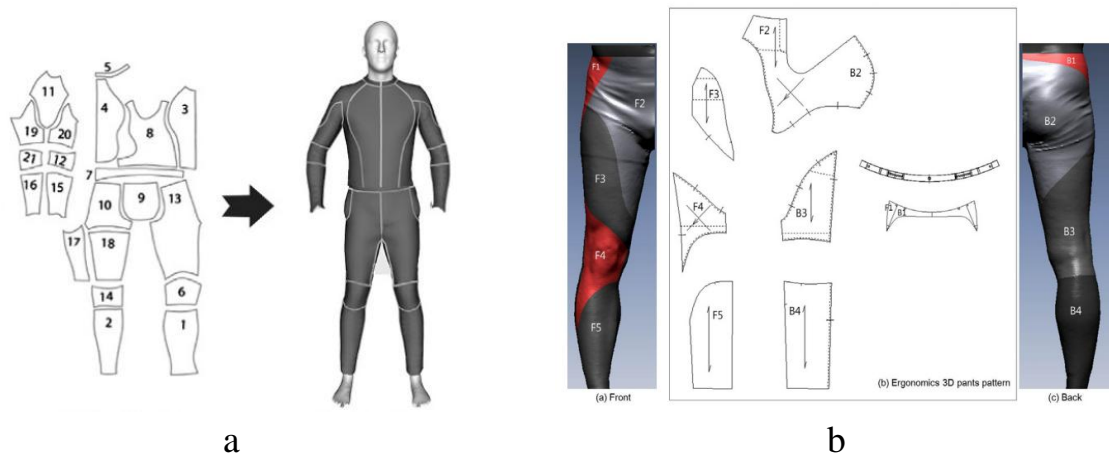 5
11
4
3
8
19
20
21
12
7
16
15
10
9
13
17
18
14
6
2
1
a
F1
F2
F3
F4
F5
(a) Front
F2
B2
F3
F4
B3
F1
B1
F5
B4
(b) Ergonomics 3D pants pattern
B1
B2
B3
B4
(c) Back
b